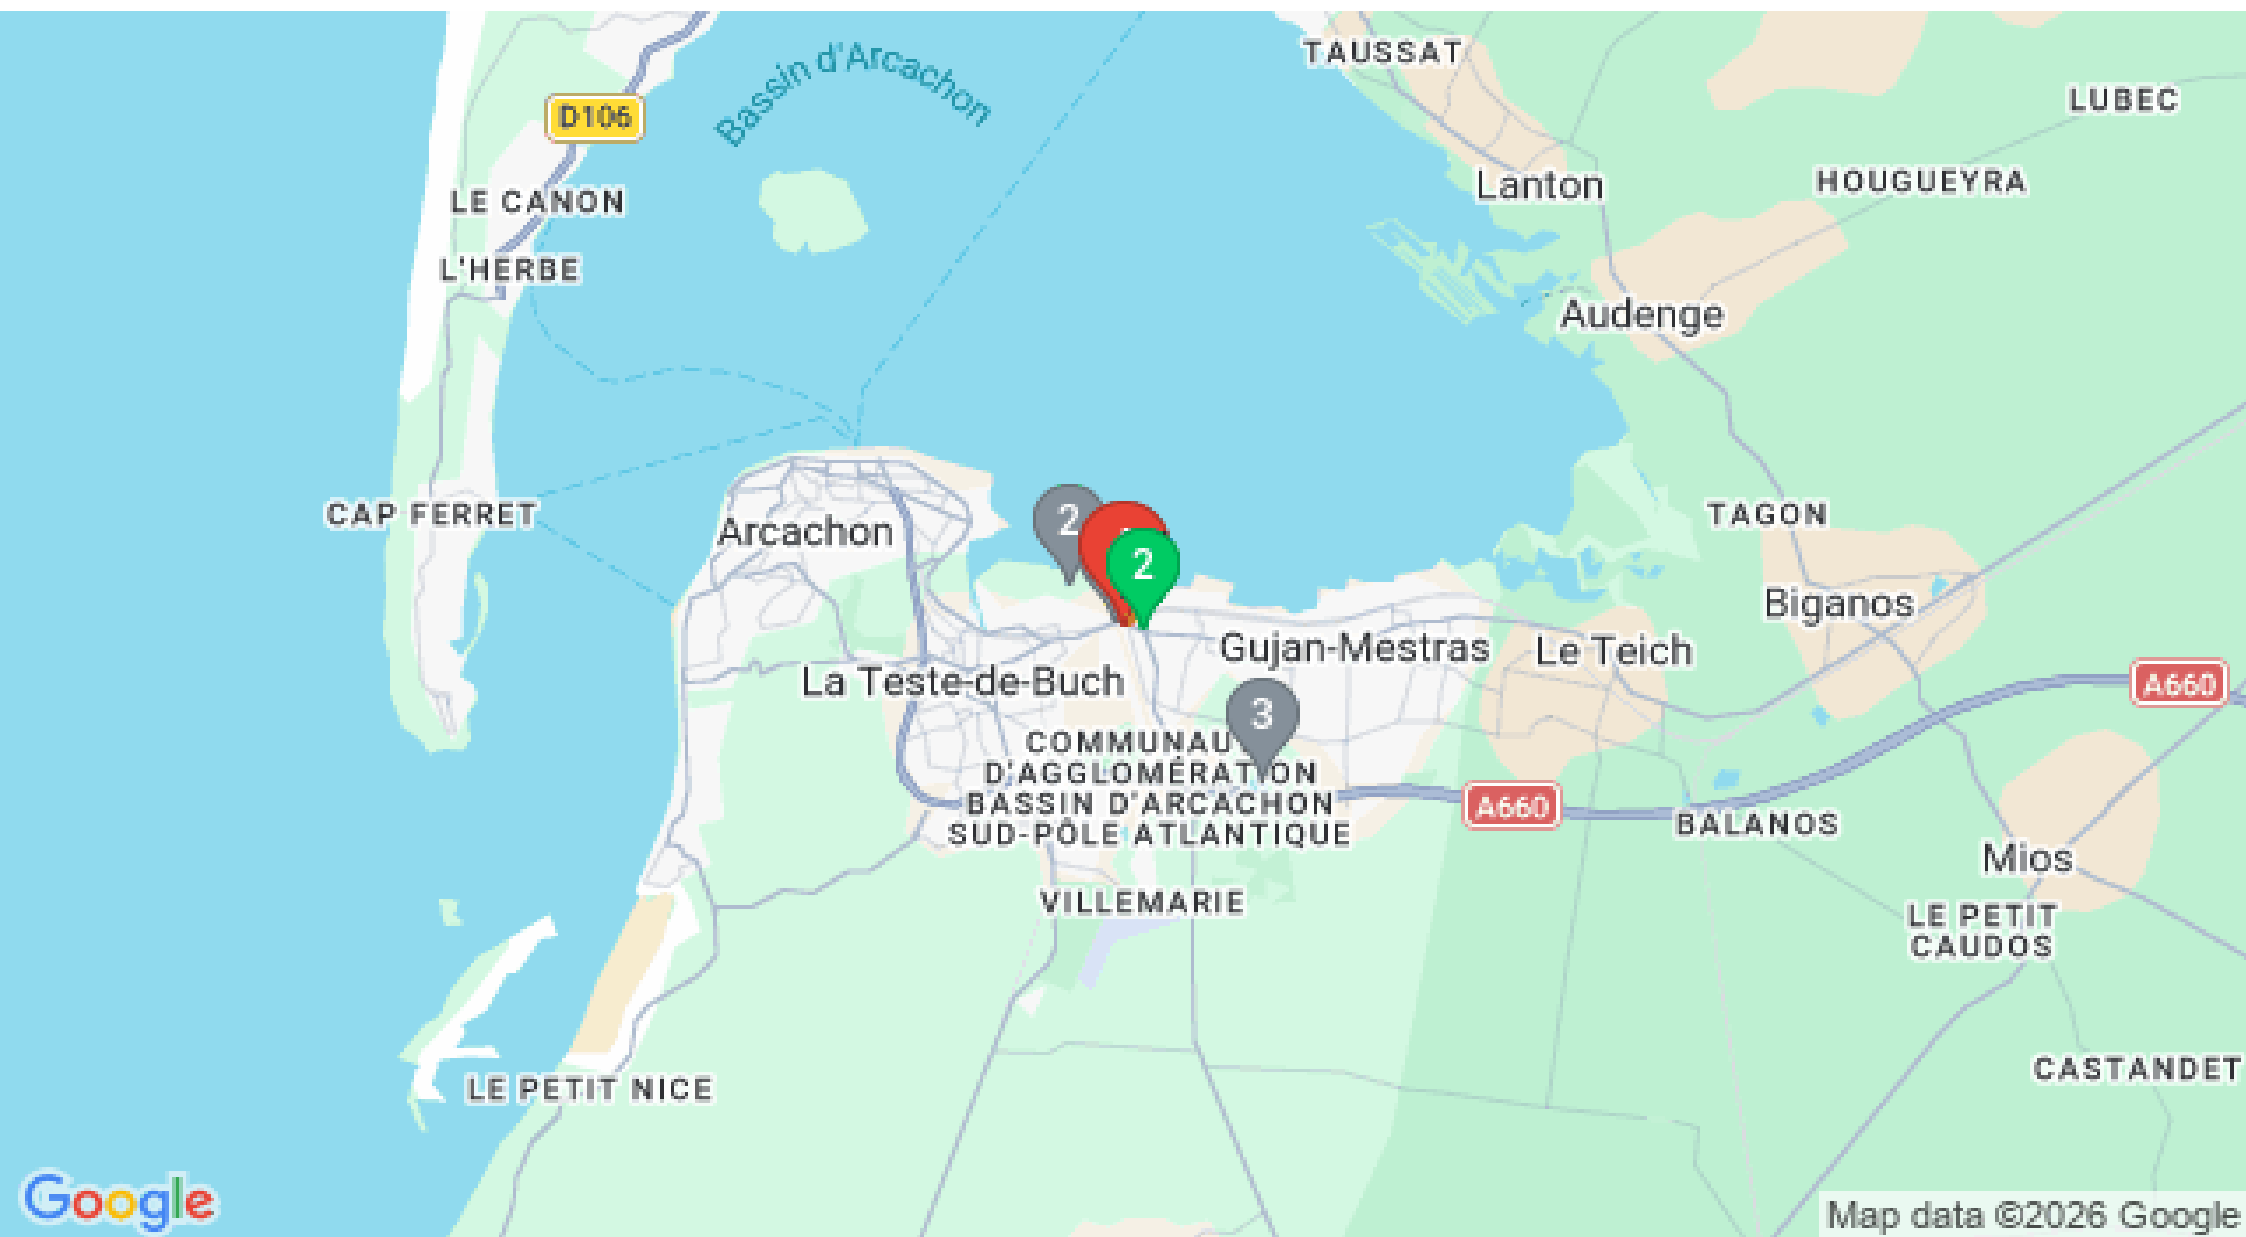 TAUSSAT
Bassin d'Arcachon
LUBEC
D106
HOUGUEYRA
Lanton
LE CANON
L'HERBE
Audenge
CAP FERRET
Arcachon
2
2
TAGON
Biganos
Gujan-Mestras
Le Teich
La Teste-de-Buch
A660
3
COMMUNAU
D'AGGLOMÉRATION
BASSIN D'ARCACHON
SUD-PÔLE ATLANTIQUE
A660
BALANOS
Mios
VILLEMARIE
LE PETIT
CAUDOS
CASTANDET
LE PETIT NICE
Google
Map data ©2026 Google